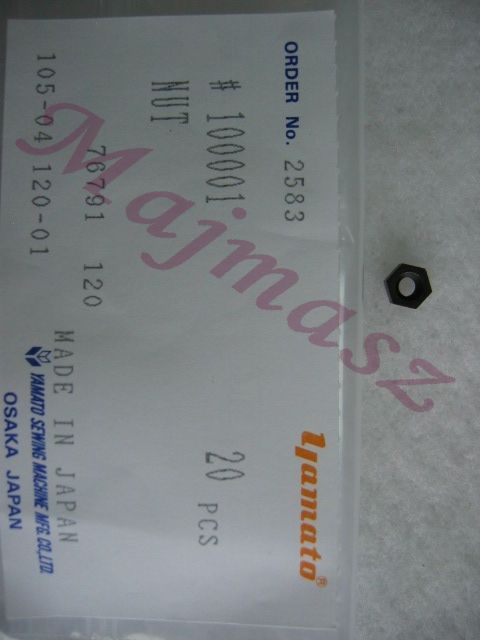 ORDER No. 2583
yamato®
# 100001 20 PCS
NUT
76791 120
105-04 120-01
MADE IN JAPAN
YAMATO SEWING MACHINE MFG. CO., LTD.
OSAKA JAPAN
Majmasz